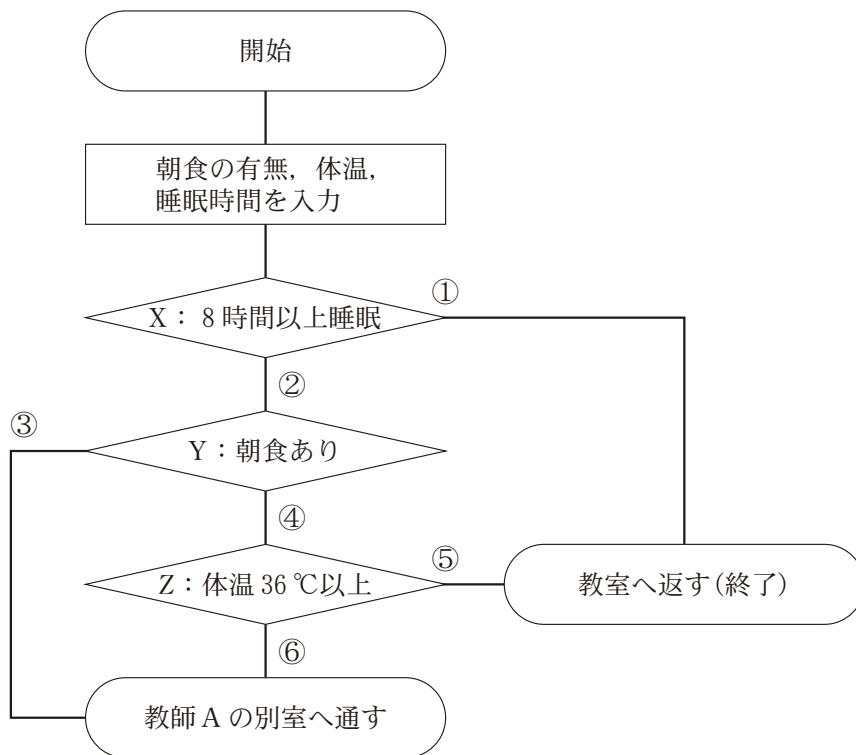 開始
朝食の有無，体温，
睡眠時間を入力
①
X：8時間以上睡眠
②
③
Y：朝食あり
④
⑤
Z：体温36℃以上
教室へ返す(終了)
⑥
教師Aの別室へ通す